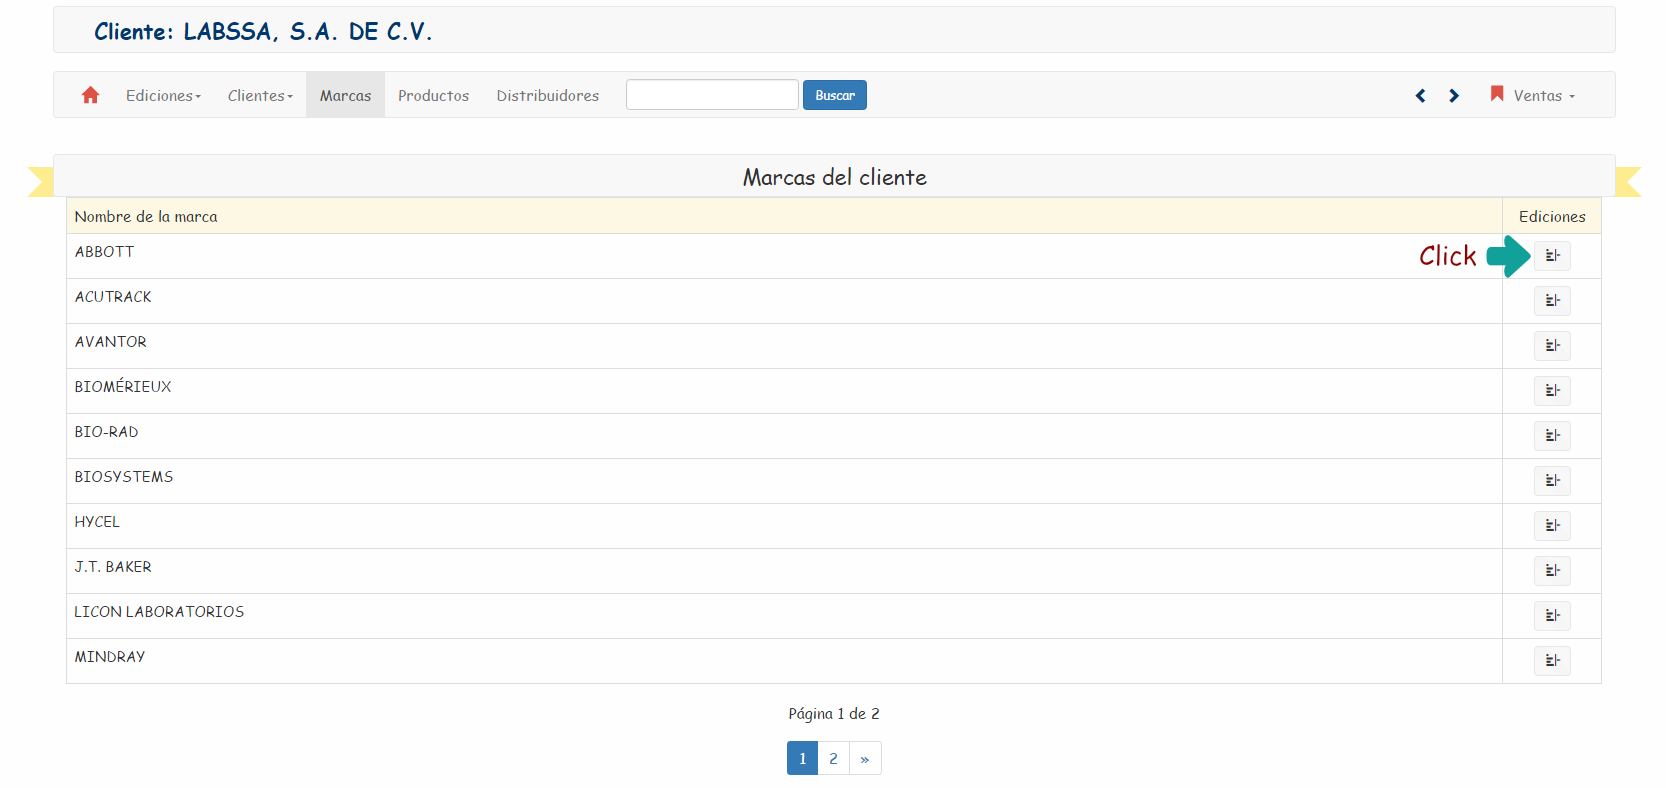 Cliente: LABSSA, S.A. DE C.V.
Ediciones Clientes Marcas Productos Distribuidores Buscar Ventas
Marcas del cliente
Nombre de la marca Ediciones
ABBOTT Click
ACUTRACK
AVANTOR
BIOMÉRIEUX
BIO-RAD
BIOSYSTEMS
HYCEL
J.T. BAKER
LICON LABORATORIOS
MINDRAY
Página 1 de 2
1 2 »